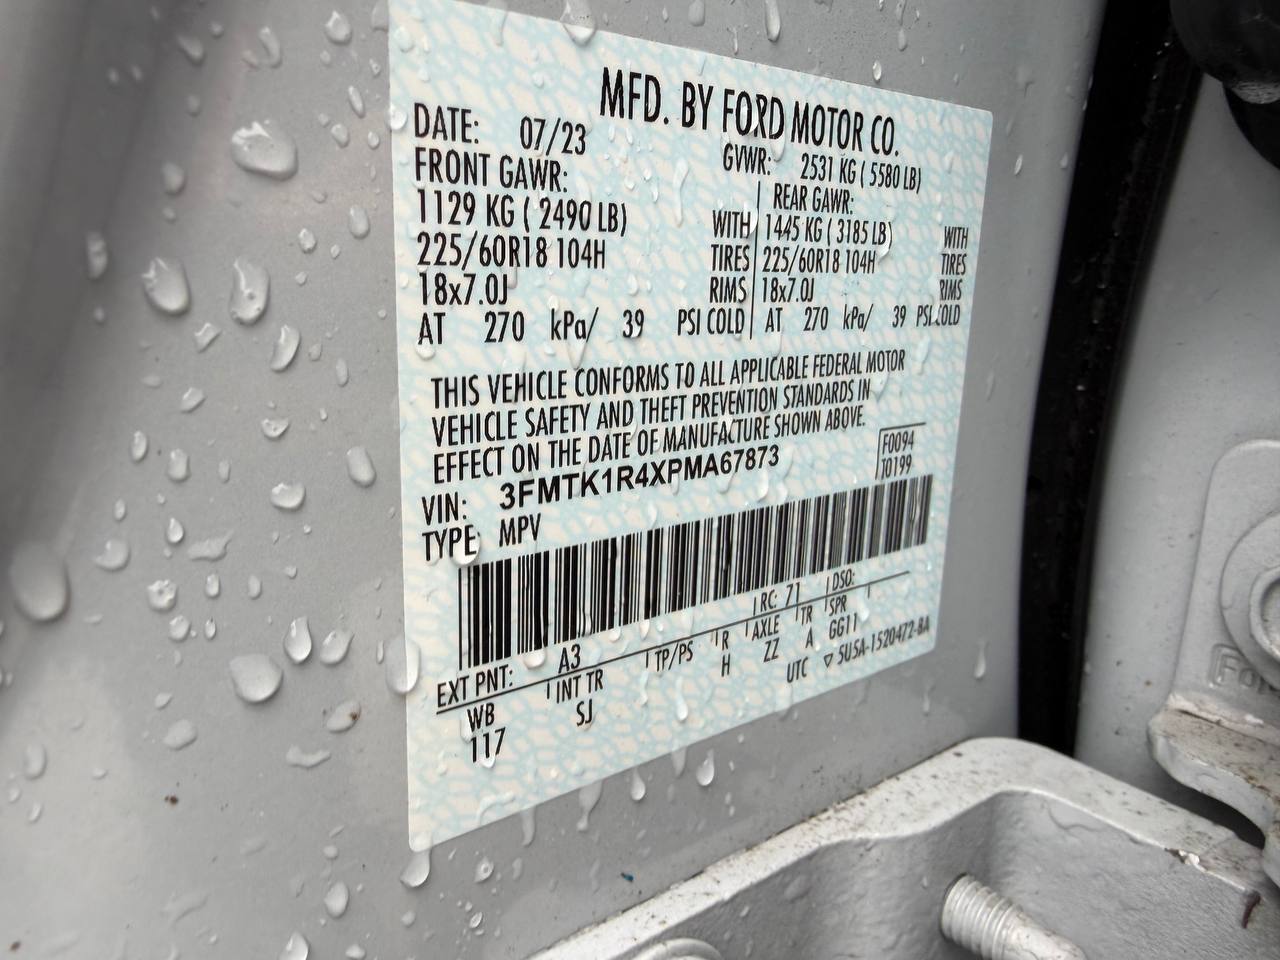 MFD. BY FORD MOTOR CO.
DATE: 07/23 GVWR: 2531 KG ( 5580 LB)
FRONT GAWR: REAR GAWR:
1129 KG ( 2490 LB) WITH 1445 KG ( 3185 LB) WITH
225/60R18 104H TIRES 225/60R18 104H TIRES
18x7.0J RIMS 18x7.0J RIMS
AT 270 kPa/ 39 PSI COLD AT 270 kPa/ 39 PSI COLD
THIS VEHICLE CONFORMS TO ALL APPLICABLE FEDERAL MOTOR
VEHICLE SAFETY AND THEFT PREVENTION STANDARDS IN
EFFECT ON THE DATE OF MANUFACTURE SHOWN ABOVE.
F0094
T0199
VIN: 3FMTK1R4XPMA67873
TYPE: MPV
EXT PNT: A3 RC: 71 DSO:
WB INT TR TP/PS R AXLE TR SPR
117 SJ H ZZ A GG11
UTC ▽ 5U5A-1520472-BA